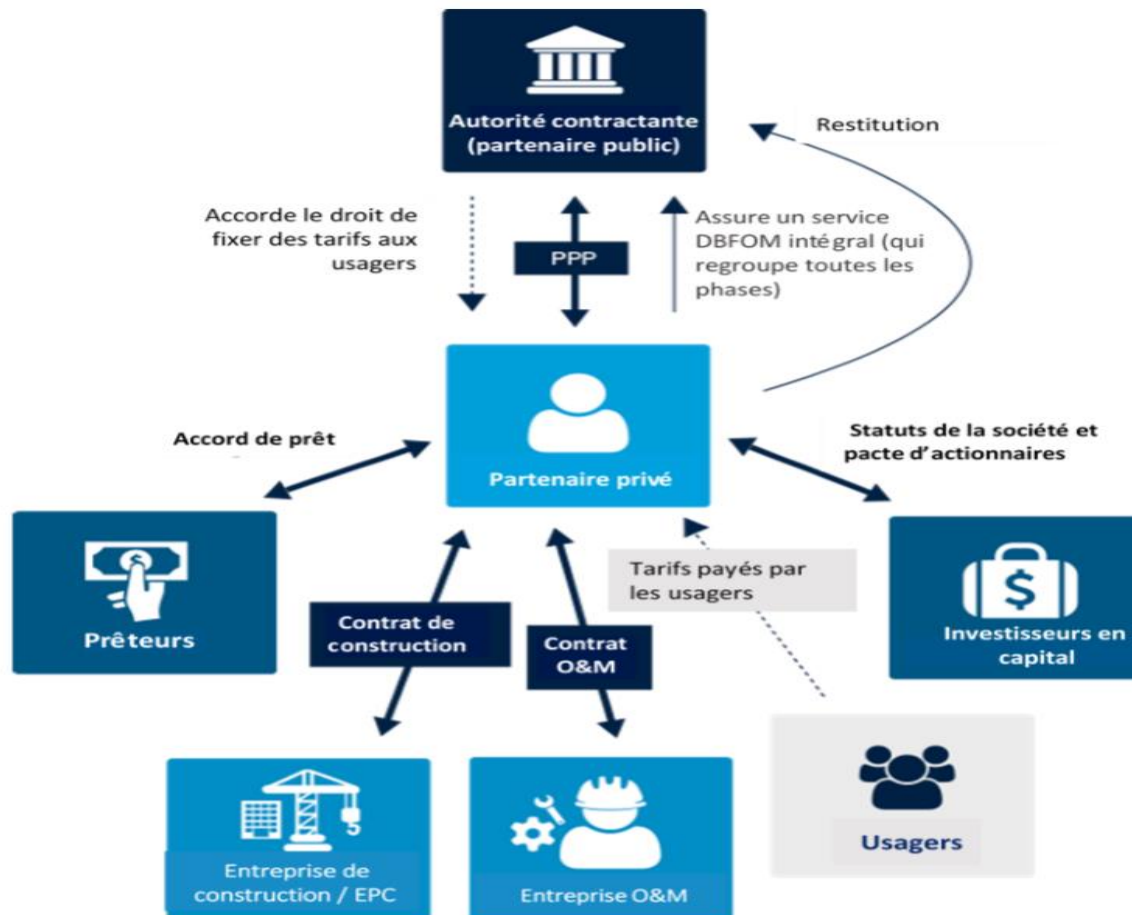 Autorité contractante
(partenaire public)
Restitution
Accorde le droit de
fixer des tarifs aux
usagers
PPP
Assure un service
DBFOM intégral (qui
regroupe toutes les
phases)
Partenaire privé
Accord de prêt
Statuts de la société et
pacte d'actionnaires
Prêteurs
$
Contrat de
construction
Contrat
O&M
Tarifs payés par
les usagers
$
Investisseurs en
capital
Entreprise de
construction / EPC
Entreprise O&M
Usagers